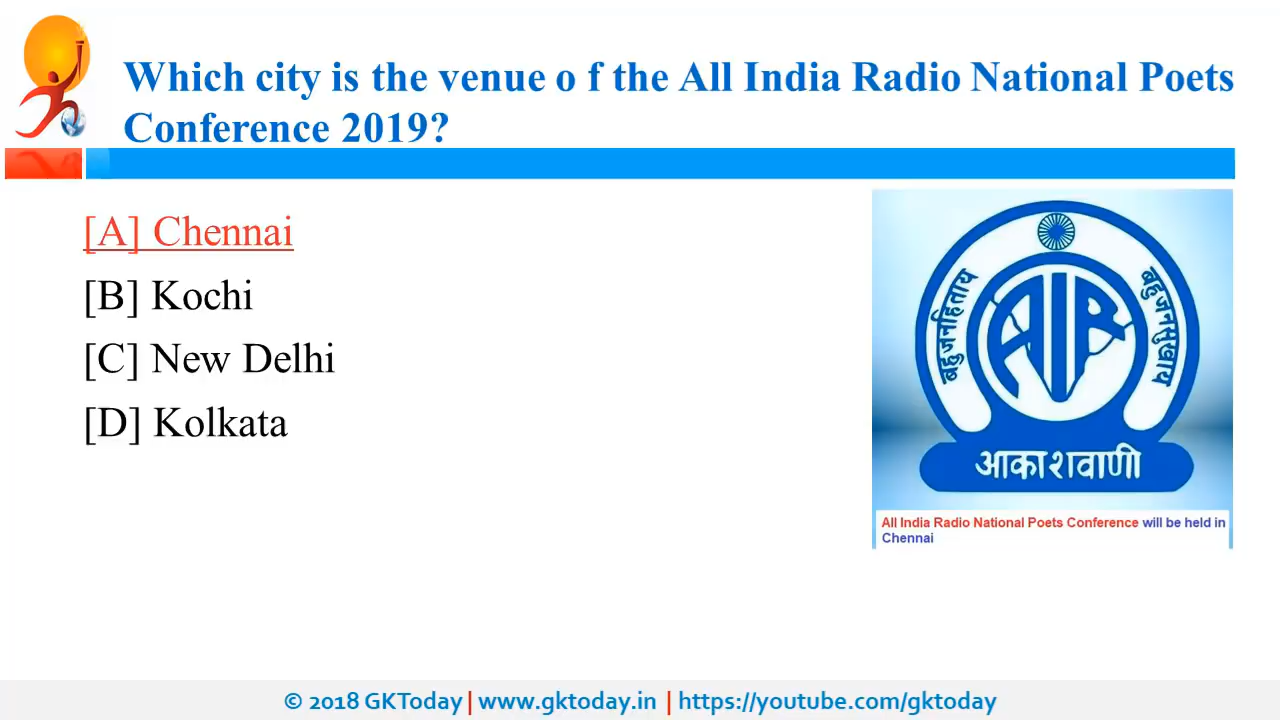 Which city is the venue o f the All India Radio National Poets
Conference 2019?
[A] Chennai
[B] Kochi
[C] New Delhi
[D] Kolkata
बहुजनहिताय
बहुजनसुखाय
AIR
आकाशवाणी
All India Radio National Poets Conference will be held in
Chennai
© 2018 GKToday | www.gktoday.in | https://youtube.com/gktoday